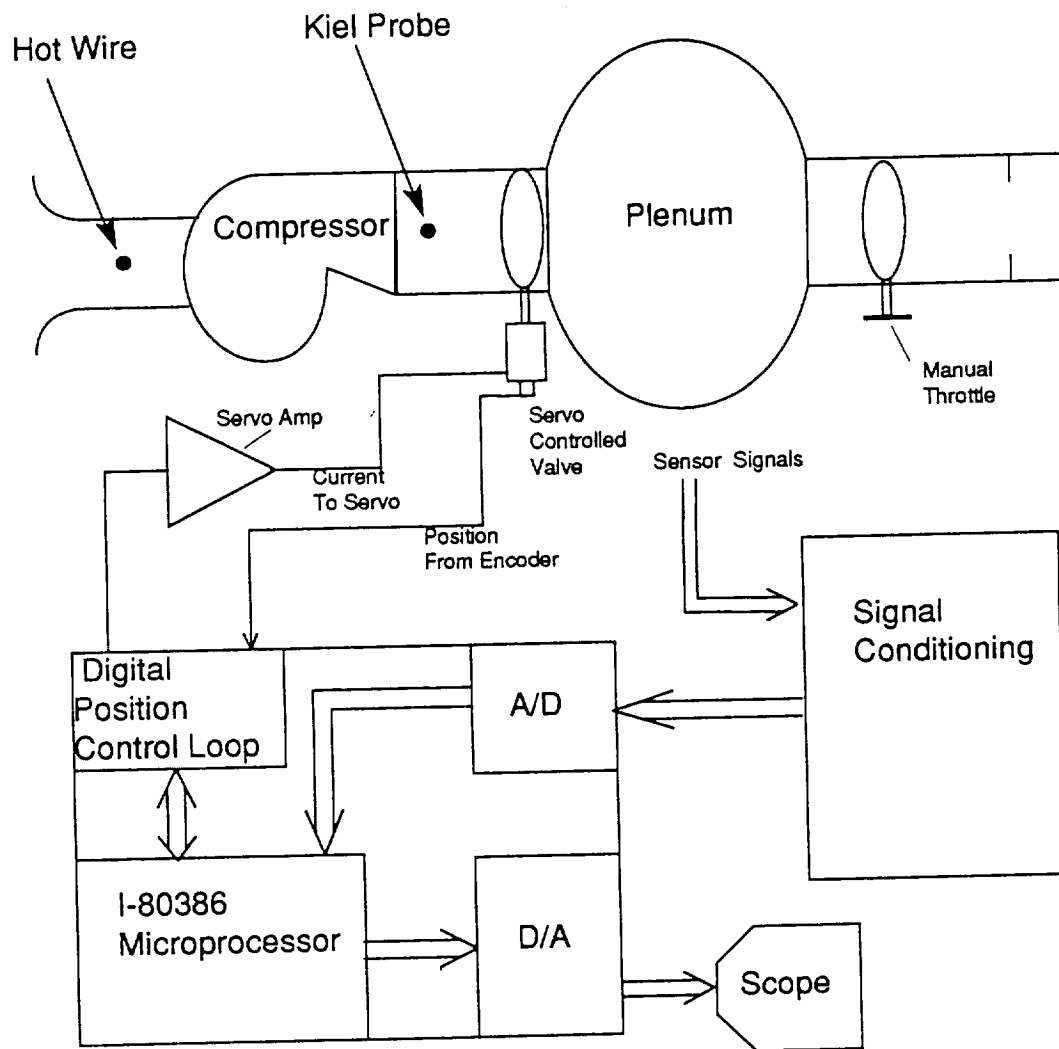 Kiel Probe
Hot Wire
Compressor
Plenum
Manual
Throttle
Servo Amp
Servo
Controlled
Valve
Sensor Signals
Current
To Servo
Position
From Encoder
Signal
Conditioning
Digital
Position
Control Loop
A/D
I-80386
Microprocessor
D/A
Scope